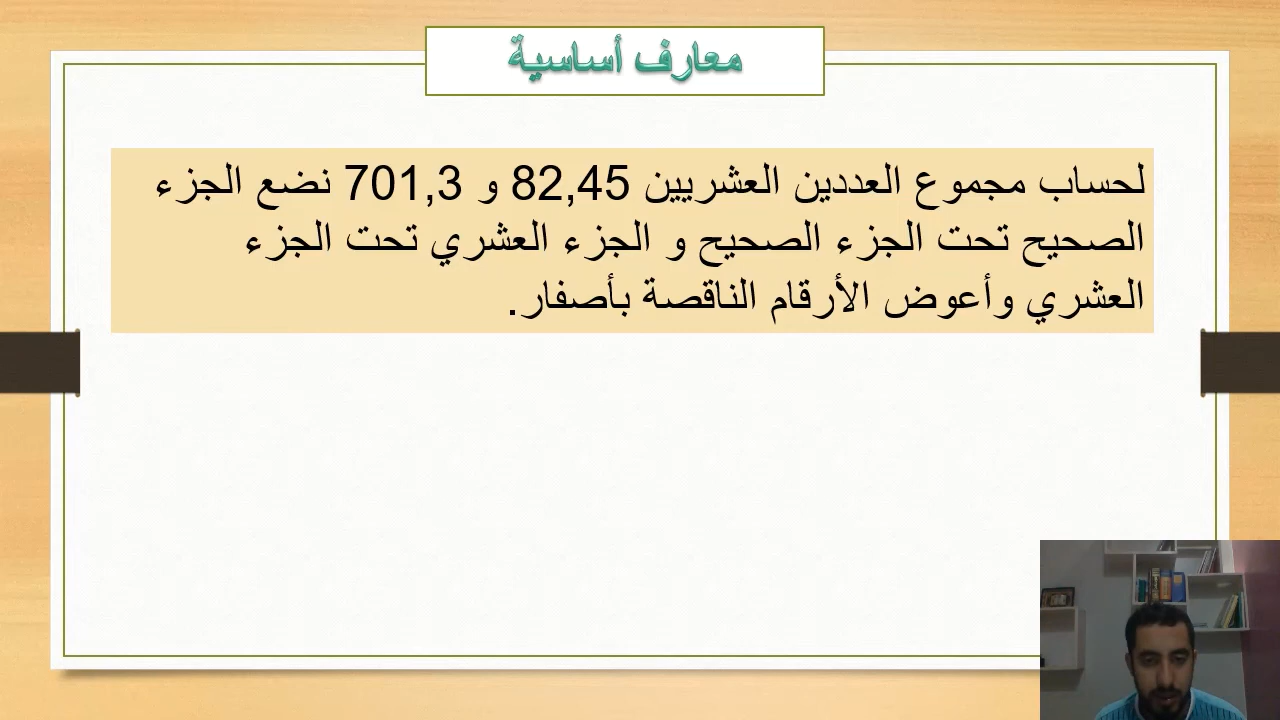 معارف أساسية
لحساب مجموع العددين العشريين 82,45 و 701,3 نضع الجزء
الصحيح تحت الجزء الصحيح و الجزء العشري تحت الجزء
العشري وأعوض الأرقام الناقصة بأصفار.